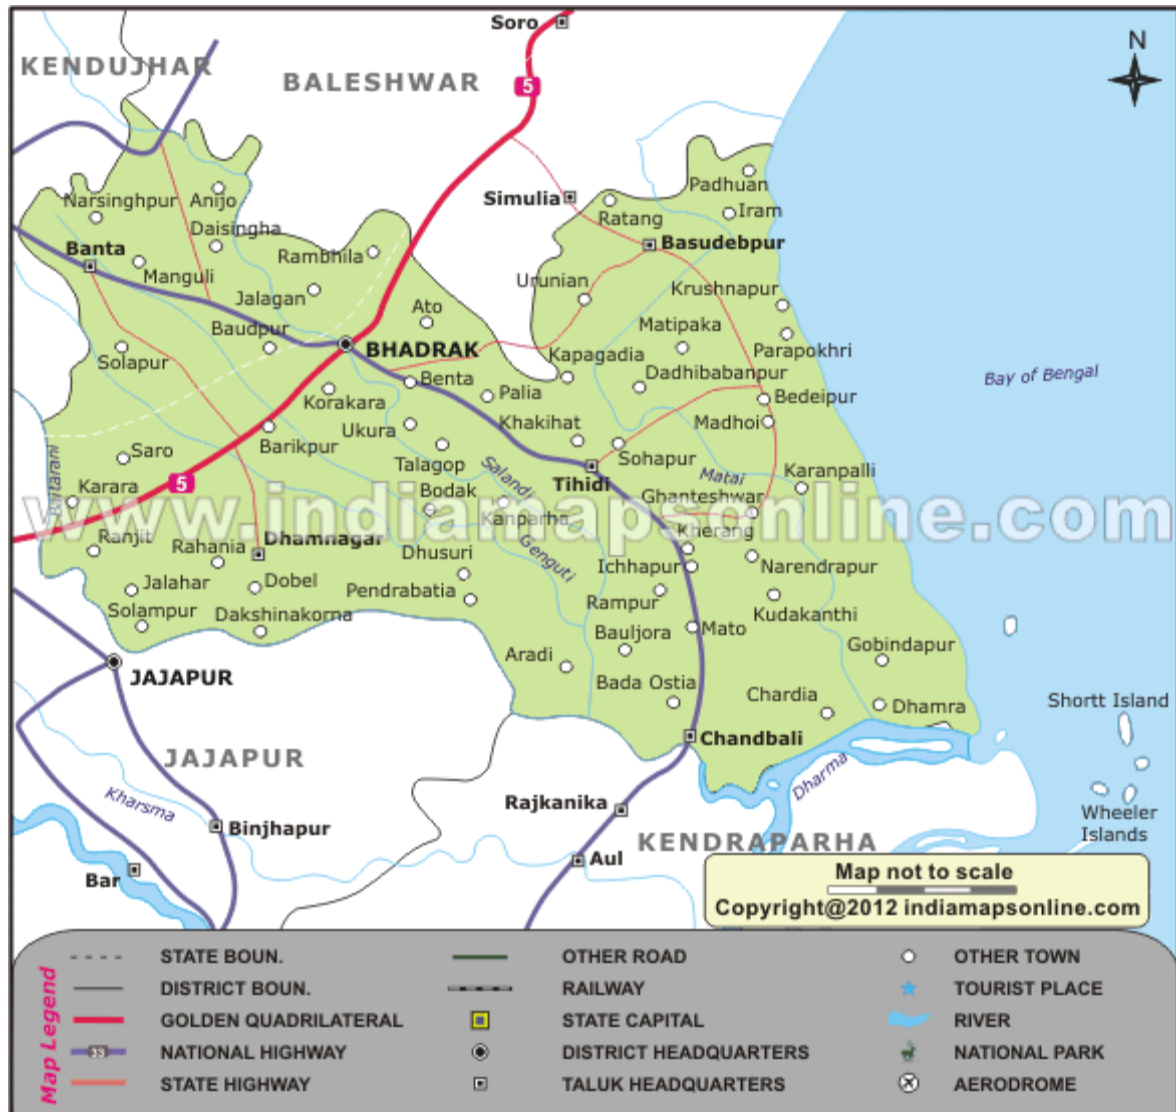 Soro
N
KENDUJHAR
BALESHWAR
5
Padhuan
Narsinghpur
Anijo
Simulia
Ratang
Iram
Daisingha
Banta
Rambhila
Basudebpur
Manguli
Urunian
Krushnapur
Jalagan
Ato
Matipaka
Baudpur
Parapokhri
Solapur
BHADRAK
Kapagadia
Dadhibabanpur
Bay of Bengal
Benta
Palia
Bedeipur
Korakara
Khakihat
Madhoi
Ukura
Barikpur
Saro
Talagop
Salandi
Sohapur
Matai
Karanpalli
Baitarani
Karara
5
Bodak
Tihidi
Ghanteshwar
www.indiamapsonline.com
Kanparha
Kherang
Ranjit
Rahania
Dhamnagar
Dhusuri
Genguti
Ichhapur
Narendrapur
Jalahar
Dobel
Pendrabatia
Rampur
Kudakanthi
Solampur
Dakshinakorna
Bauljora
Mato
Gobindapur
Aradi
JAJAPUR
Bada Ostia
Chardia
Dhamra
Shortt Island
Chandbali
JAJAPUR
Dharma
Kharsma
Rajkanika
Wheeler
Islands
Binjhapur
KENDRAPARHA
Aul
Bar
Map not to scale
Copyright@2012 indiamapsonline.com
Map Legend
STATE BOUN.
OTHER ROAD
OTHER TOWN
DISTRICT BOUN.
RAILWAY
TOURIST PLACE
GOLDEN QUADRILATERAL
STATE CAPITAL
RIVER
33
NATIONAL HIGHWAY
DISTRICT HEADQUARTERS
NATIONAL PARK
STATE HIGHWAY
TALUK HEADQUARTERS
AERODROME